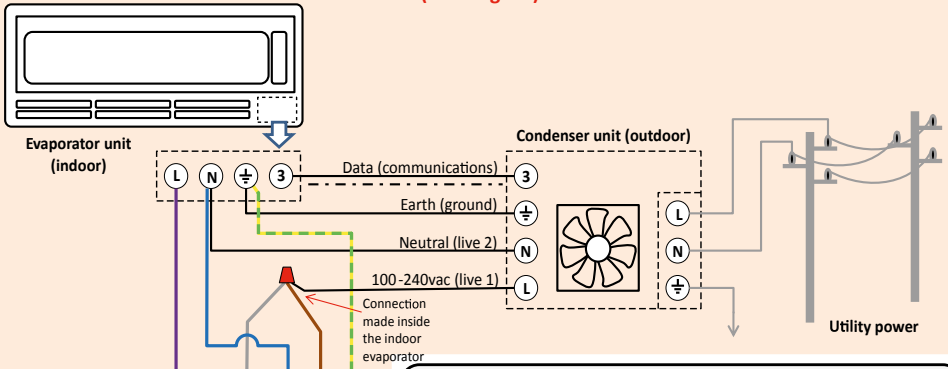 Evaporator unit
(indoor)
L
N
3
Data (communications)
Earth (ground)
Neutral (live 2)
100-240vac (live 1)
Connection
made inside
the indoor
evaporator
Condenser unit (outdoor)
3
N
L
L
N
Utility power